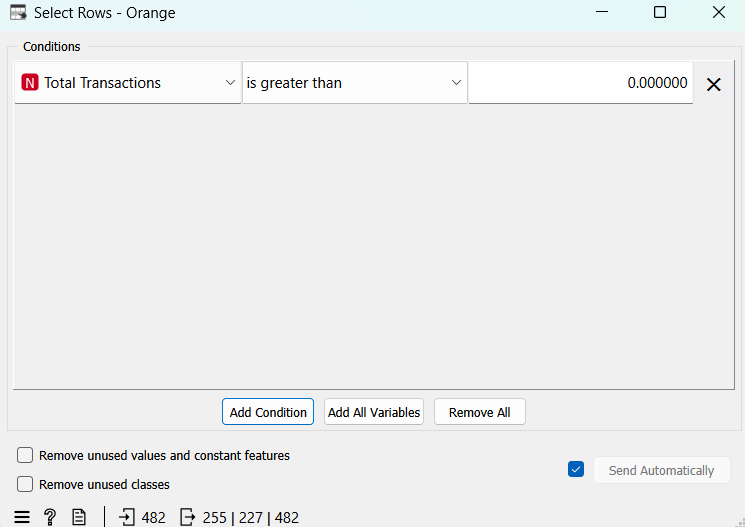 Select Rows - Orange
Conditions
N Total Transactions is greater than 0.000000
Add Condition Add All Variables Remove All
Remove unused values and constant features
Remove unused classes
Send Automatically
? 482 255 | 227 | 482